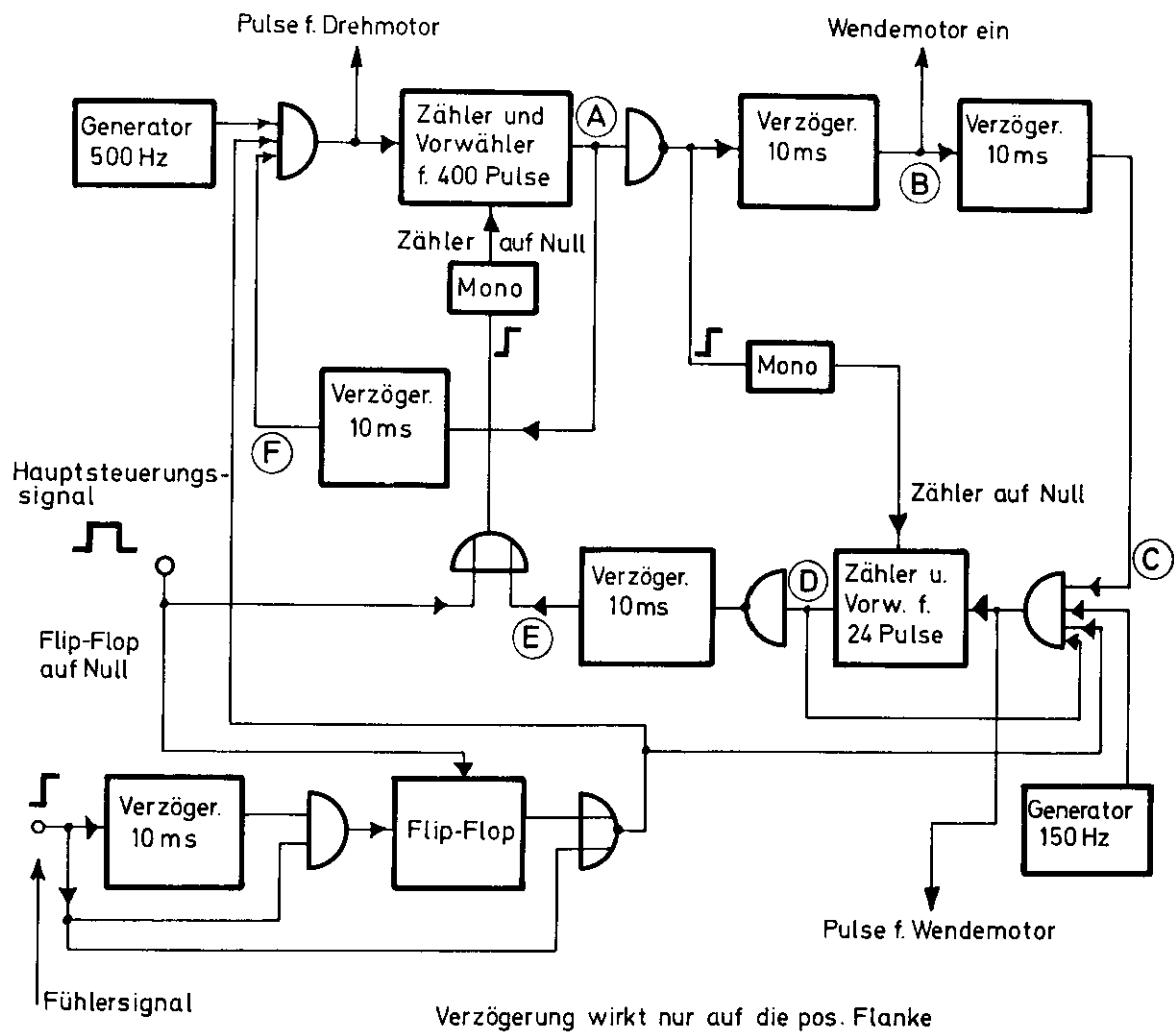 Pulse f. Drehmotor
Wendemotor ein
Generator
500 Hz
Zähler und
Vorwähler
f. 400 Pulse
A
Verzöger.
10 ms
B
Verzöger.
10 ms
Zähler auf Null
Mono
Mono
Verzöger.
10 ms
F
Hauptsteuerungs-
signal
Zähler auf Null
C
Verzöger.
10 ms
D
Zähler u.
Vorw. f.
24 Pulse
E
Flip-Flop
auf Null
Verzöger.
10 ms
Flip-Flop
Generator
150 Hz
Pulse f. Wendemotor
Fühlersignal
Verzögerung wirkt nur auf die pos. Flanke